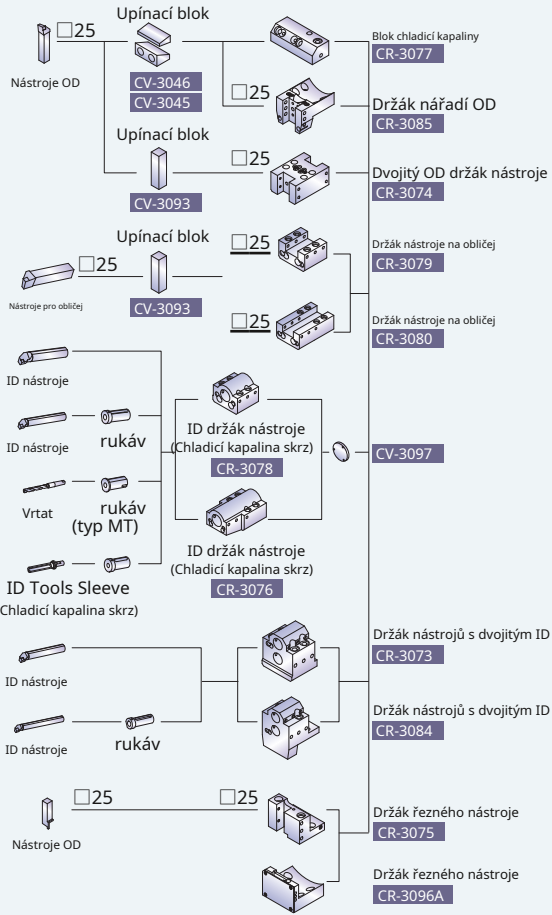 Upínací blok
□25
Nástroje OD
CV-3046
CV-3045
Blok chladicí kapaliny
CR-3077
□25
Držák nářadí OD
CR-3085
Upínací blok
□25
CV-3093
Dvojitý OD držák nástroje
CR-3074
Upínací blok
□25
Nástroje pro obličej
CV-3093
□25
Držák nástroje na obličej
CR-3079
□25
Držák nástroje na obličej
CR-3080
ID nástroje
ID nástroje
rukáv
ID držák nástroje
(Chladicí kapalina skrz)
CR-3078
CV-3097
Vrtat
rukáv
(typ MT)
ID držák nástroje
(Chladicí kapalina skrz)
CR-3076
ID Tools Sleeve
Chladicí kapalina skrz)
ID nástroje
Držák nástrojů s dvojitým ID
CR-3073
ID nástroje
rukáv
Držák nástrojů s dvojitým ID
CR-3084
□25
□25
Nástroje OD
Držák řezného nástroje
CR-3075
Držák řezného nástroje
CR-3096A